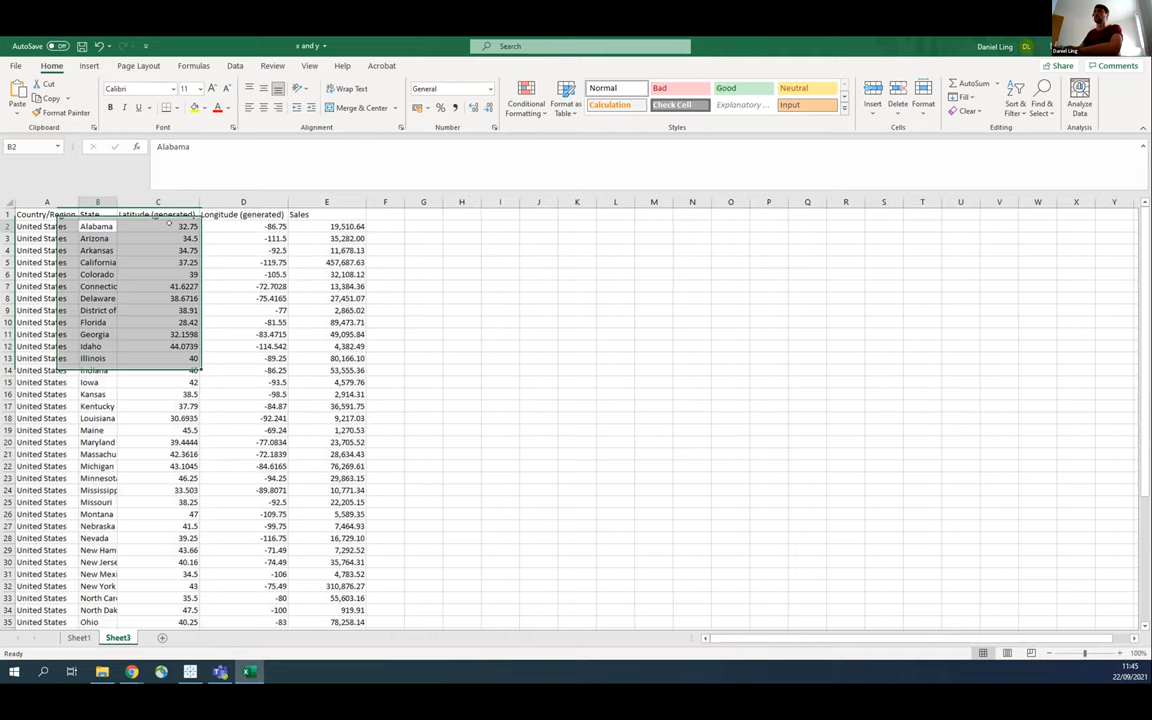 AutoSave Off
x and y
Search
Daniel Ling DL
Daniel Ling
File Home Insert Page Layout Formulas Data Review View Help Acrobat
Share Comments
Paste
Cut
Copy
Format Painter
Clipboard
Calibri 11
B I U
Font
Wrap Text
Merge & Center
Alignment
General
Number
Conditional Formatting
Format as Table
Normal Bad Good Neutral
Calculation Check Cell Explanatory ... Input
Styles
Insert Delete Format
Cells
AutoSum
Fill
Clear
Sort & Filter
Find & Select
Editing
Analyze Data
Analysis
B2
fx
Alabama
A B C D E F G H I J K L M N O P Q R S T U V W X Y
1 Country/Region State Latitude (generated) Longitude (generated) Sales
2 United States Alabama 32.75 -86.75 19,510.64
3 United States Arizona 34.5 -111.5 35,282.00
4 United States Arkansas 34.75 -92.5 11,678.13
5 United States California 37.25 -119.75 457,687.63
6 United States Colorado 39 -105.5 32,108.12
7 United States Connectic 41.6227 -72.7028 13,384.36
8 United States Delaware 38.6716 -75.4165 27,451.07
9 United States District of 38.91 -77 2,865.02
10 United States Florida 28.42 -81.55 89,473.71
11 United States Georgia 32.1598 -83.4715 49,095.84
12 United States Idaho 44.0739 -114.542 4,382.49
13 United States Illinois 40 -89.25 80,166.10
14 United States Indiana 40 -86.25 53,555.36
15 United States Iowa 42 -93.5 4,579.76
16 United States Kansas 38.5 -98.5 2,914.31
17 United States Kentucky 37.79 -84.87 36,591.75
18 United States Louisiana 30.6935 -92.241 9,217.03
19 United States Maine 45.5 -69.24 1,270.53
20 United States Maryland 39.4444 -77.0834 23,705.52
21 United States Massachu 42.3616 -72.1839 28,634.43
22 United States Michigan 43.1045 -84.6165 76,269.61
23 United States Minnesot 46.25 -94.25 29,863.15
24 United States Mississipp 33.503 -89.8071 10,771.34
25 United States Missouri 38.25 -92.5 22,205.15
26 United States Montana 47 -109.75 5,589.35
27 United States Nebraska 41.5 -99.75 7,464.93
28 United States Nevada 39.25 -116.75 16,729.10
29 United States New Ham 43.66 -71.49 7,292.52
30 United States New Jerse 40.16 -74.49 35,764.31
31 United States New Mexi 34.5 -106 4,783.52
32 United States New York 43 -75.49 310,876.27
33 United States North Car 35.5 -80 55,603.16
34 United States North Dak 47.5 -100 919.91
35 United States Ohio 40.25 -83 78,258.14
Sheet1 Sheet3
Ready
100%
11:45
22/09/2021